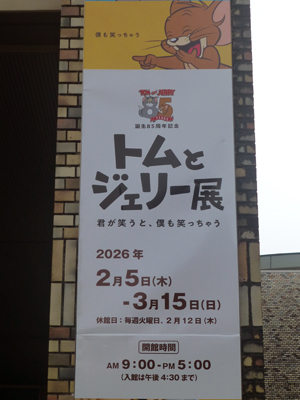 僕も笑っちゃう
TOM and JERRY
85
誕生85周年記念
トムと
ジェリー展
君が笑うと、僕も笑っちゃう
2026年
2月5日(木)
-3月15日(日)
休館日:毎週火曜日、2月12日(木)
開館時間
AM 9:00-PM 5:00
(入館は午後4:30まで)